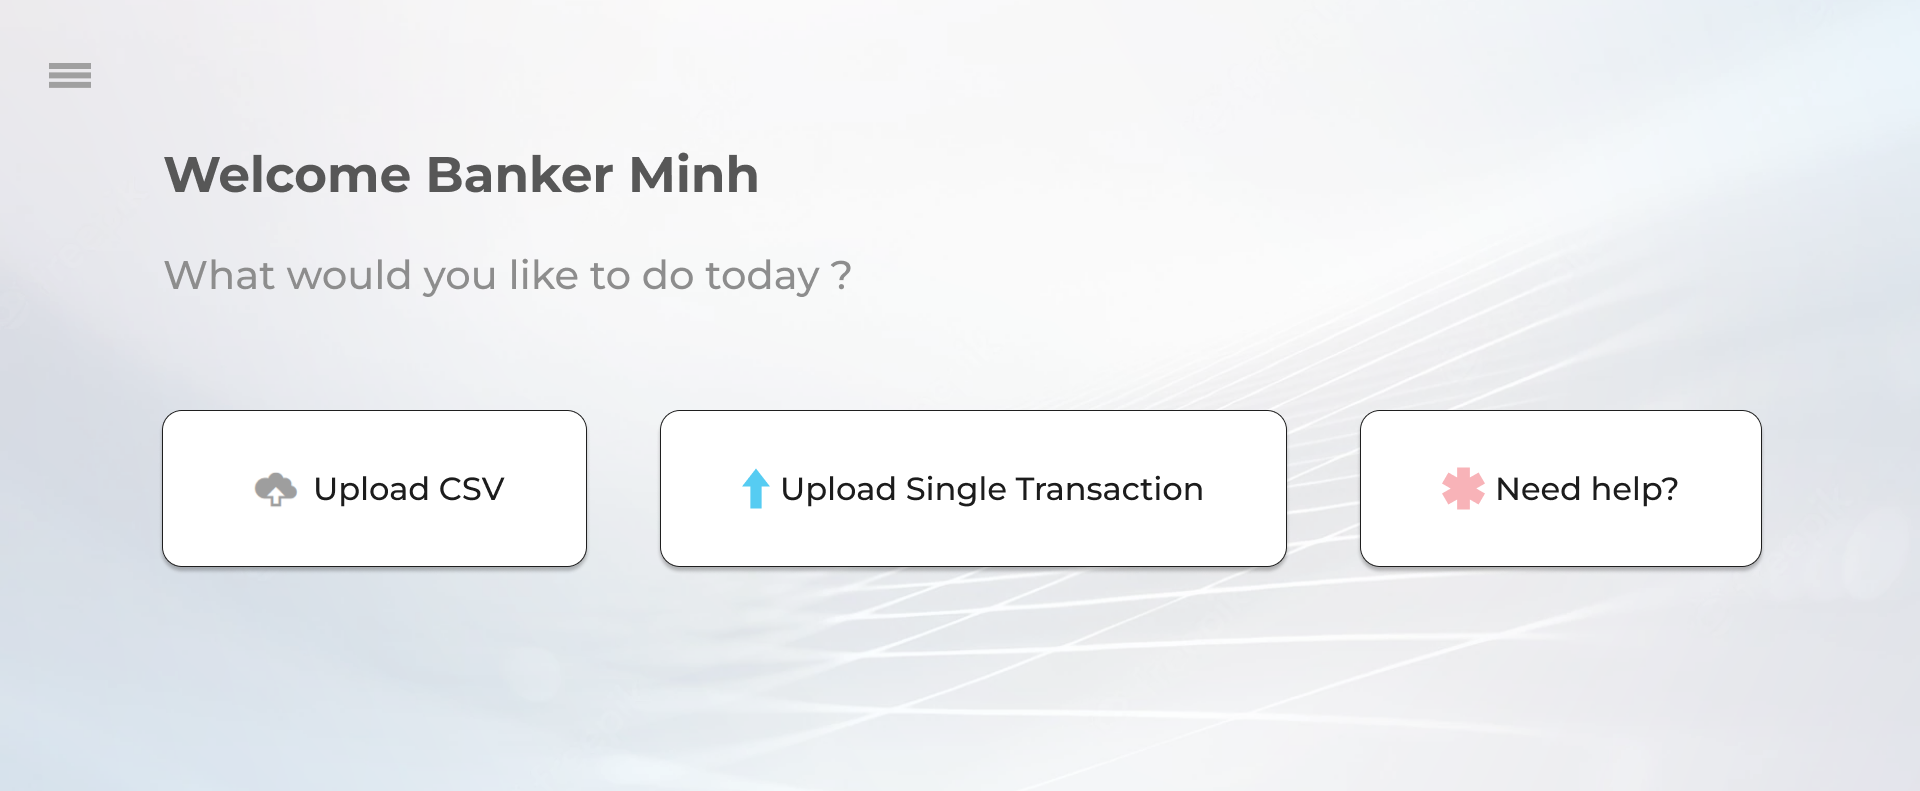 Welcome Banker Minh
What would you like to do today ?
Upload CSV
Upload Single Transaction
Need help?